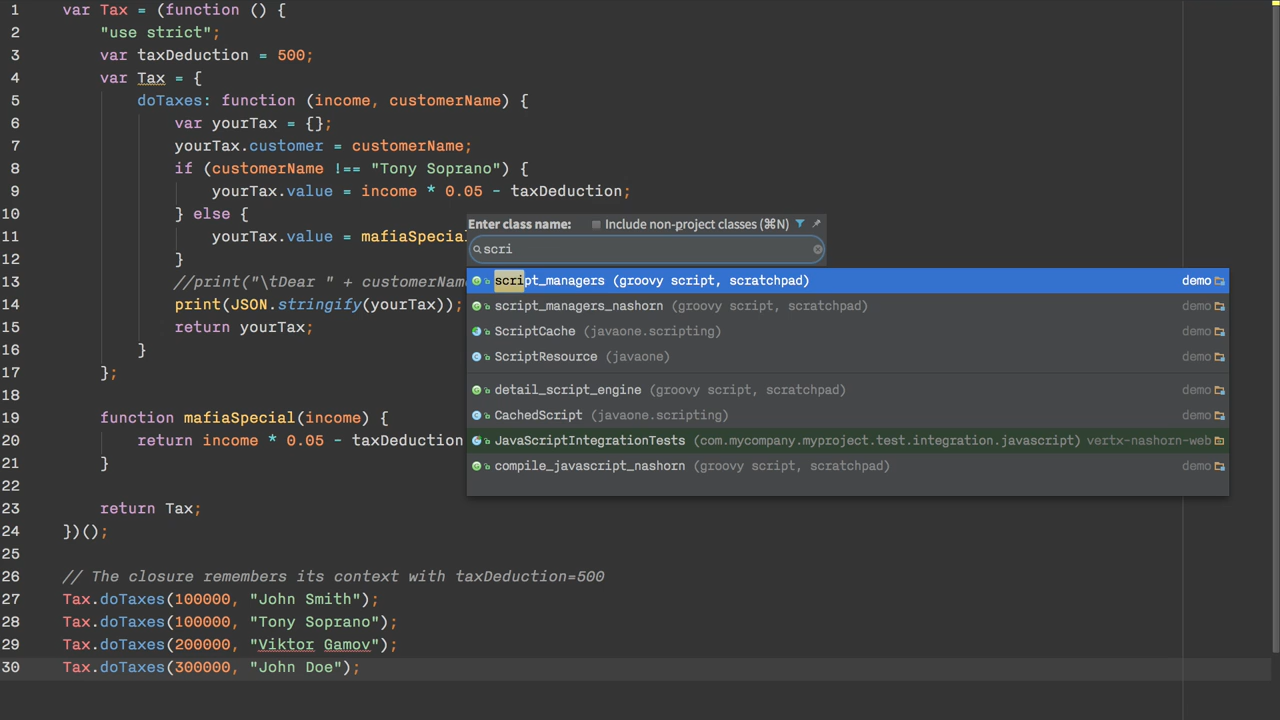 1 var Tax = (function () {
2 "use strict";
3 var taxDeduction = 500;
4 var Tax = {
5 doTaxes: function (income, customerName) {
6 var yourTax = {};
7 yourTax.customer = customerName;
8 if (customerName !== "Tony Soprano") {
9 yourTax.value = income * 0.05 - taxDeduction;
10 } else {
11 yourTax.value = mafiaSpecial
12 }
13 //print("\tDear " + customerNam
14 print(JSON.stringify(yourTax));
15 return yourTax;
16 }
17 };
18
19 function mafiaSpecial(income) {
20 return income * 0.05 - taxDeduction
21 }
22
23 return Tax;
24 })();
25
26 // The closure remembers its context with taxDeduction=500
27 Tax.doTaxes(100000, "John Smith");
28 Tax.doTaxes(100000, "Tony Soprano");
29 Tax.doTaxes(200000, "Viktor Gamov");
30 Tax.doTaxes(300000, "John Doe");
Enter class name: Include non-project classes (⌘N)
scri
script_managers (groovy script, scratchpad) demo
script_managers_nashorn (groovy script, scratchpad) demo
ScriptCache (javaone.scripting) demo
ScriptResource (javaone) demo
detail_script_engine (groovy script, scratchpad) demo
CachedScript (javaone.scripting) demo
JavaScriptIntegrationTests (com.mycompany.myproject.test.integration.javascript) vertx-nashorn-web
compile_javascript_nashorn (groovy script, scratchpad) demo